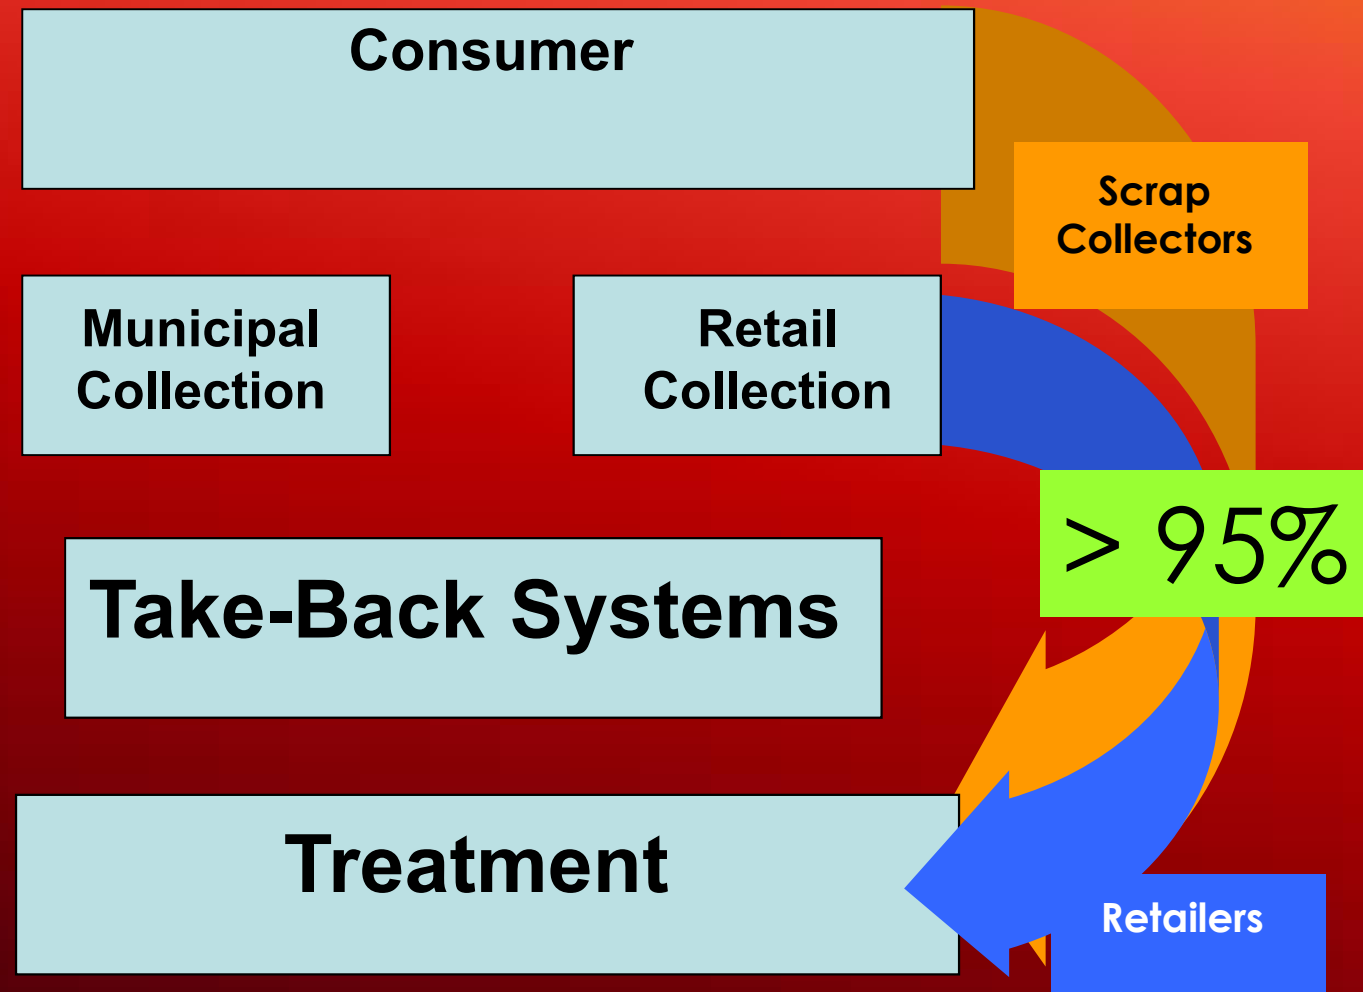 Consumer
Scrap
Collectors
Municipal
Collection
Retail
Collection
> 95%
Take-Back Systems
Treatment
Retailers